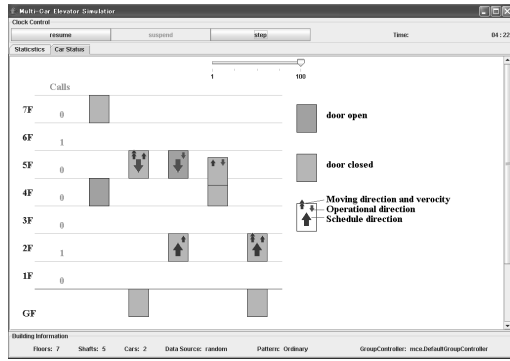 Multi-Car Elevator Simulation
Clock Control
resume suspend step Time: 04 : 22
Staticstics Car Status
1 100
Calls
7F 0
door open
6F 1
5F 0
door closed
4F 0
Moving direction and verocity
Operational direction
Schedule direction
3F 0
2F 1
1F 0
GF
Building Information
Floors: 7 Shafts: 5 Cars: 2 Data Source: random Pattern: Ordinary GroupController: mce.DefaultGroupController